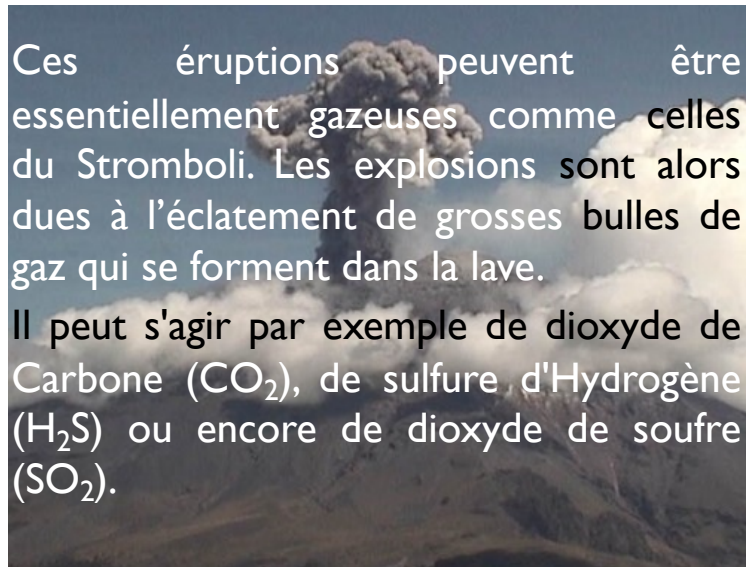 Ces éruptions peuvent être
essentiellement gazeuses comme celles
du Stromboli. Les explosions sont alors
dues à l’éclatement de grosses bulles de
gaz qui se forment dans la lave.
Il peut s'agir par exemple de dioxyde de
Carbone (CO₂), de sulfure d'Hydrogène
(H₂S) ou encore de dioxyde de soufre
(SO₂).